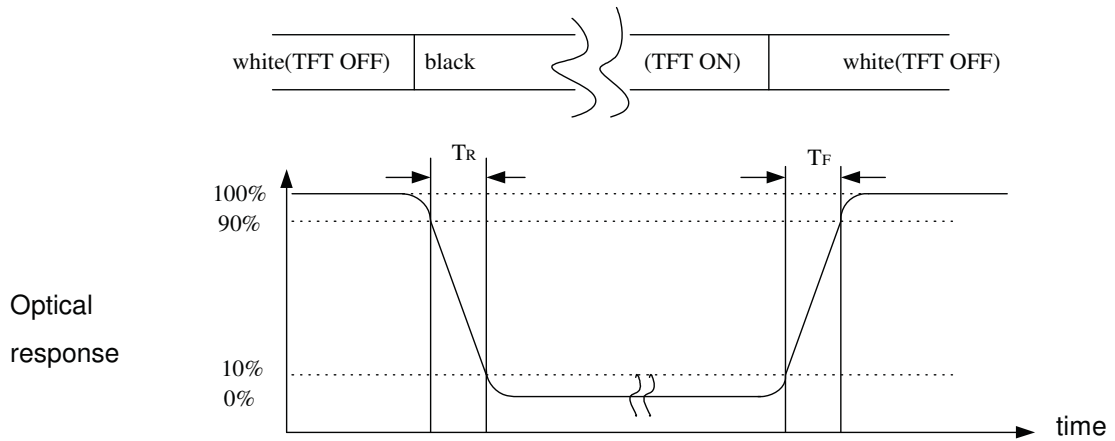 white(TFT OFF) black (TFT ON) white(TFT OFF)
TR TF
100%
90%
Optical
response
10%
0%
time